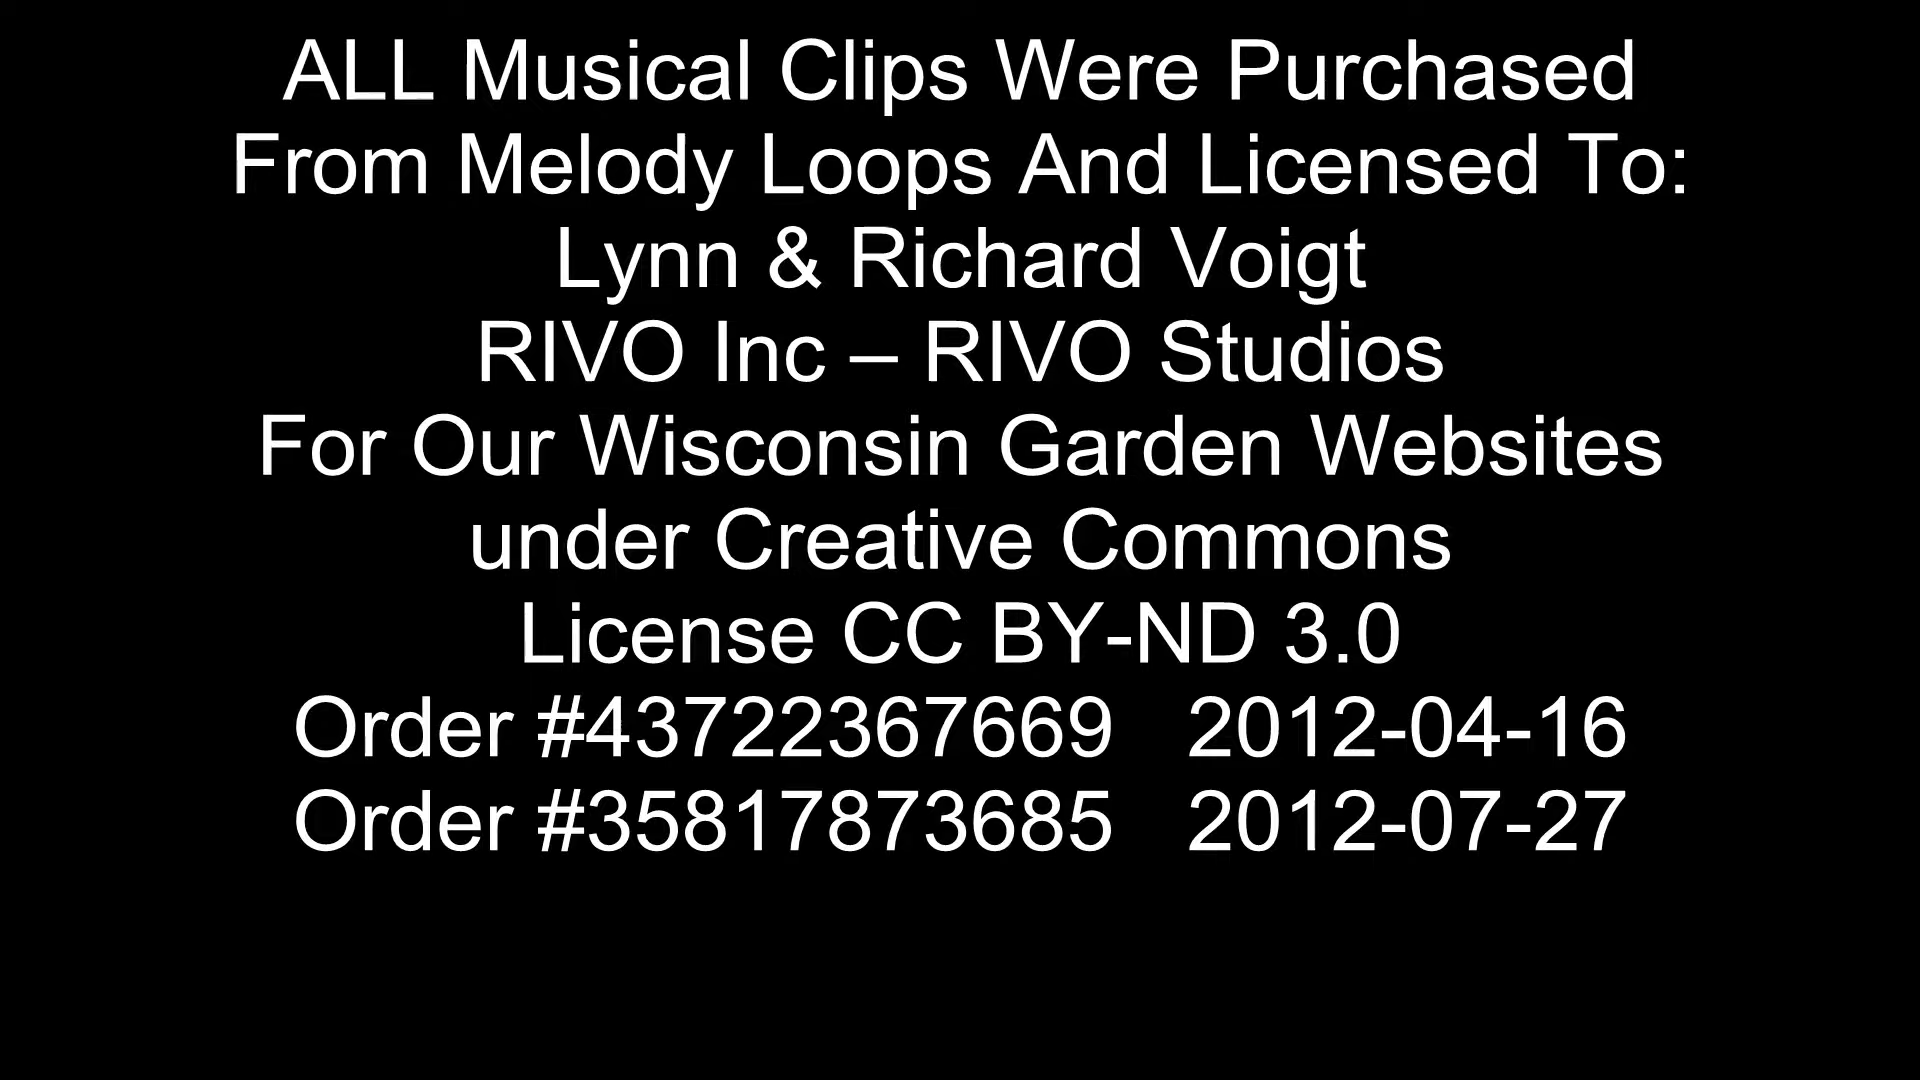 ALL Musical Clips Were Purchased
From Melody Loops And Licensed To:
Lynn & Richard Voigt
RIVO Inc – RIVO Studios
For Our Wisconsin Garden Websites
under Creative Commons
License CC BY-ND 3.0
Order #43722367669 2012-04-16
Order #35817873685 2012-07-27